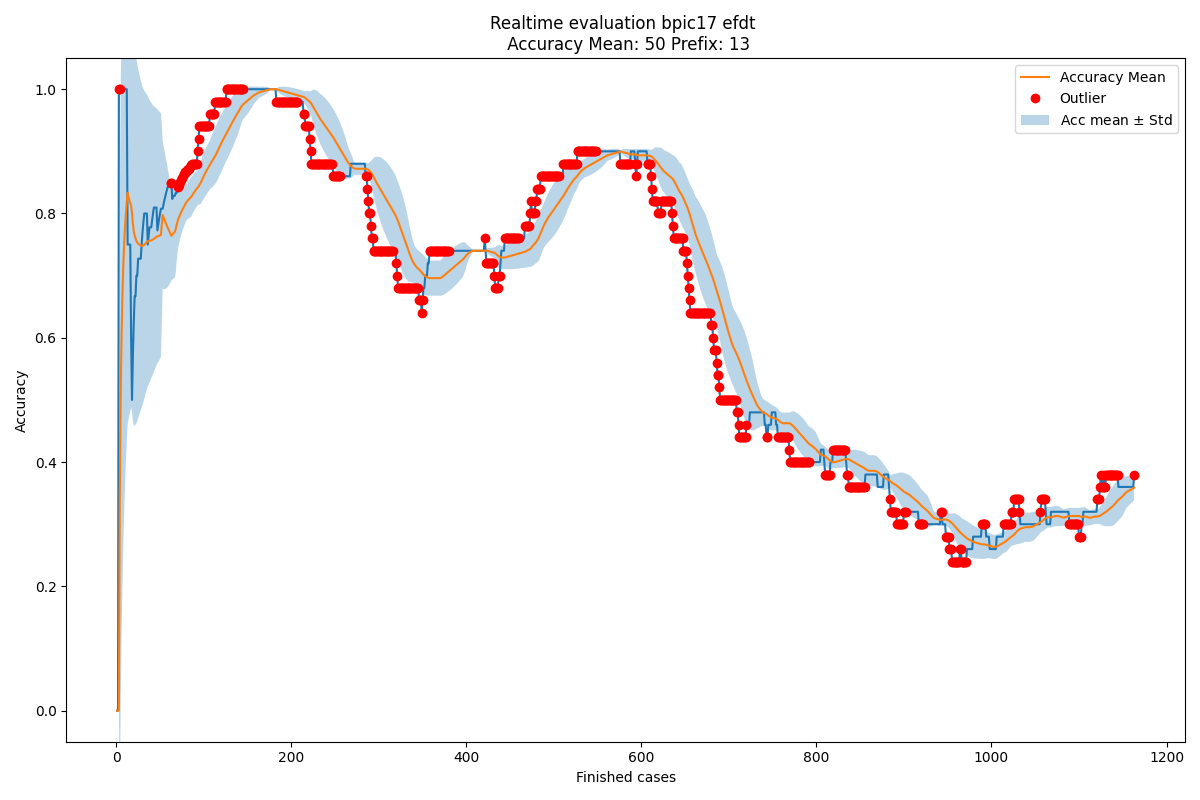 Realtime evaluation bpic17 efdt
Accuracy Mean: 50 Prefix: 13
Accuracy Mean
Outlier
Acc mean ± Std
1.0
0.8
0.6
0.4
0.2
0.0
Accuracy
0 200 400 600 800 1000 1200
Finished cases